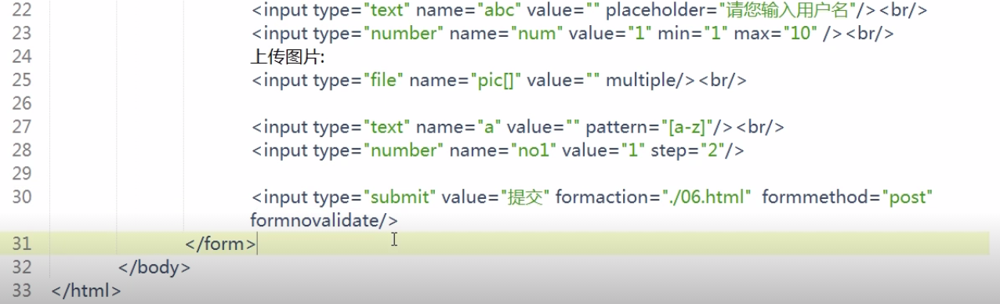 22 <input type="text" name="abc" value="" placeholder="请您输入用户名"/><br/>
23 <input type="number" name="num" value="1" min="1" max="10" /><br/>
24 上传图片:
25 <input type="file" name="pic[]" value="" multiple/><br/>
26
27 <input type="text" name="a" value="" pattern="[a-z]"/><br/>
28 <input type="number" name="no1" value="1" step="2"/>
29
30 <input type="submit" value="提交" formaction="./06.html"  formmethod="post"
formnovalidate/>
31 </form>
32 </body>
33 </html>